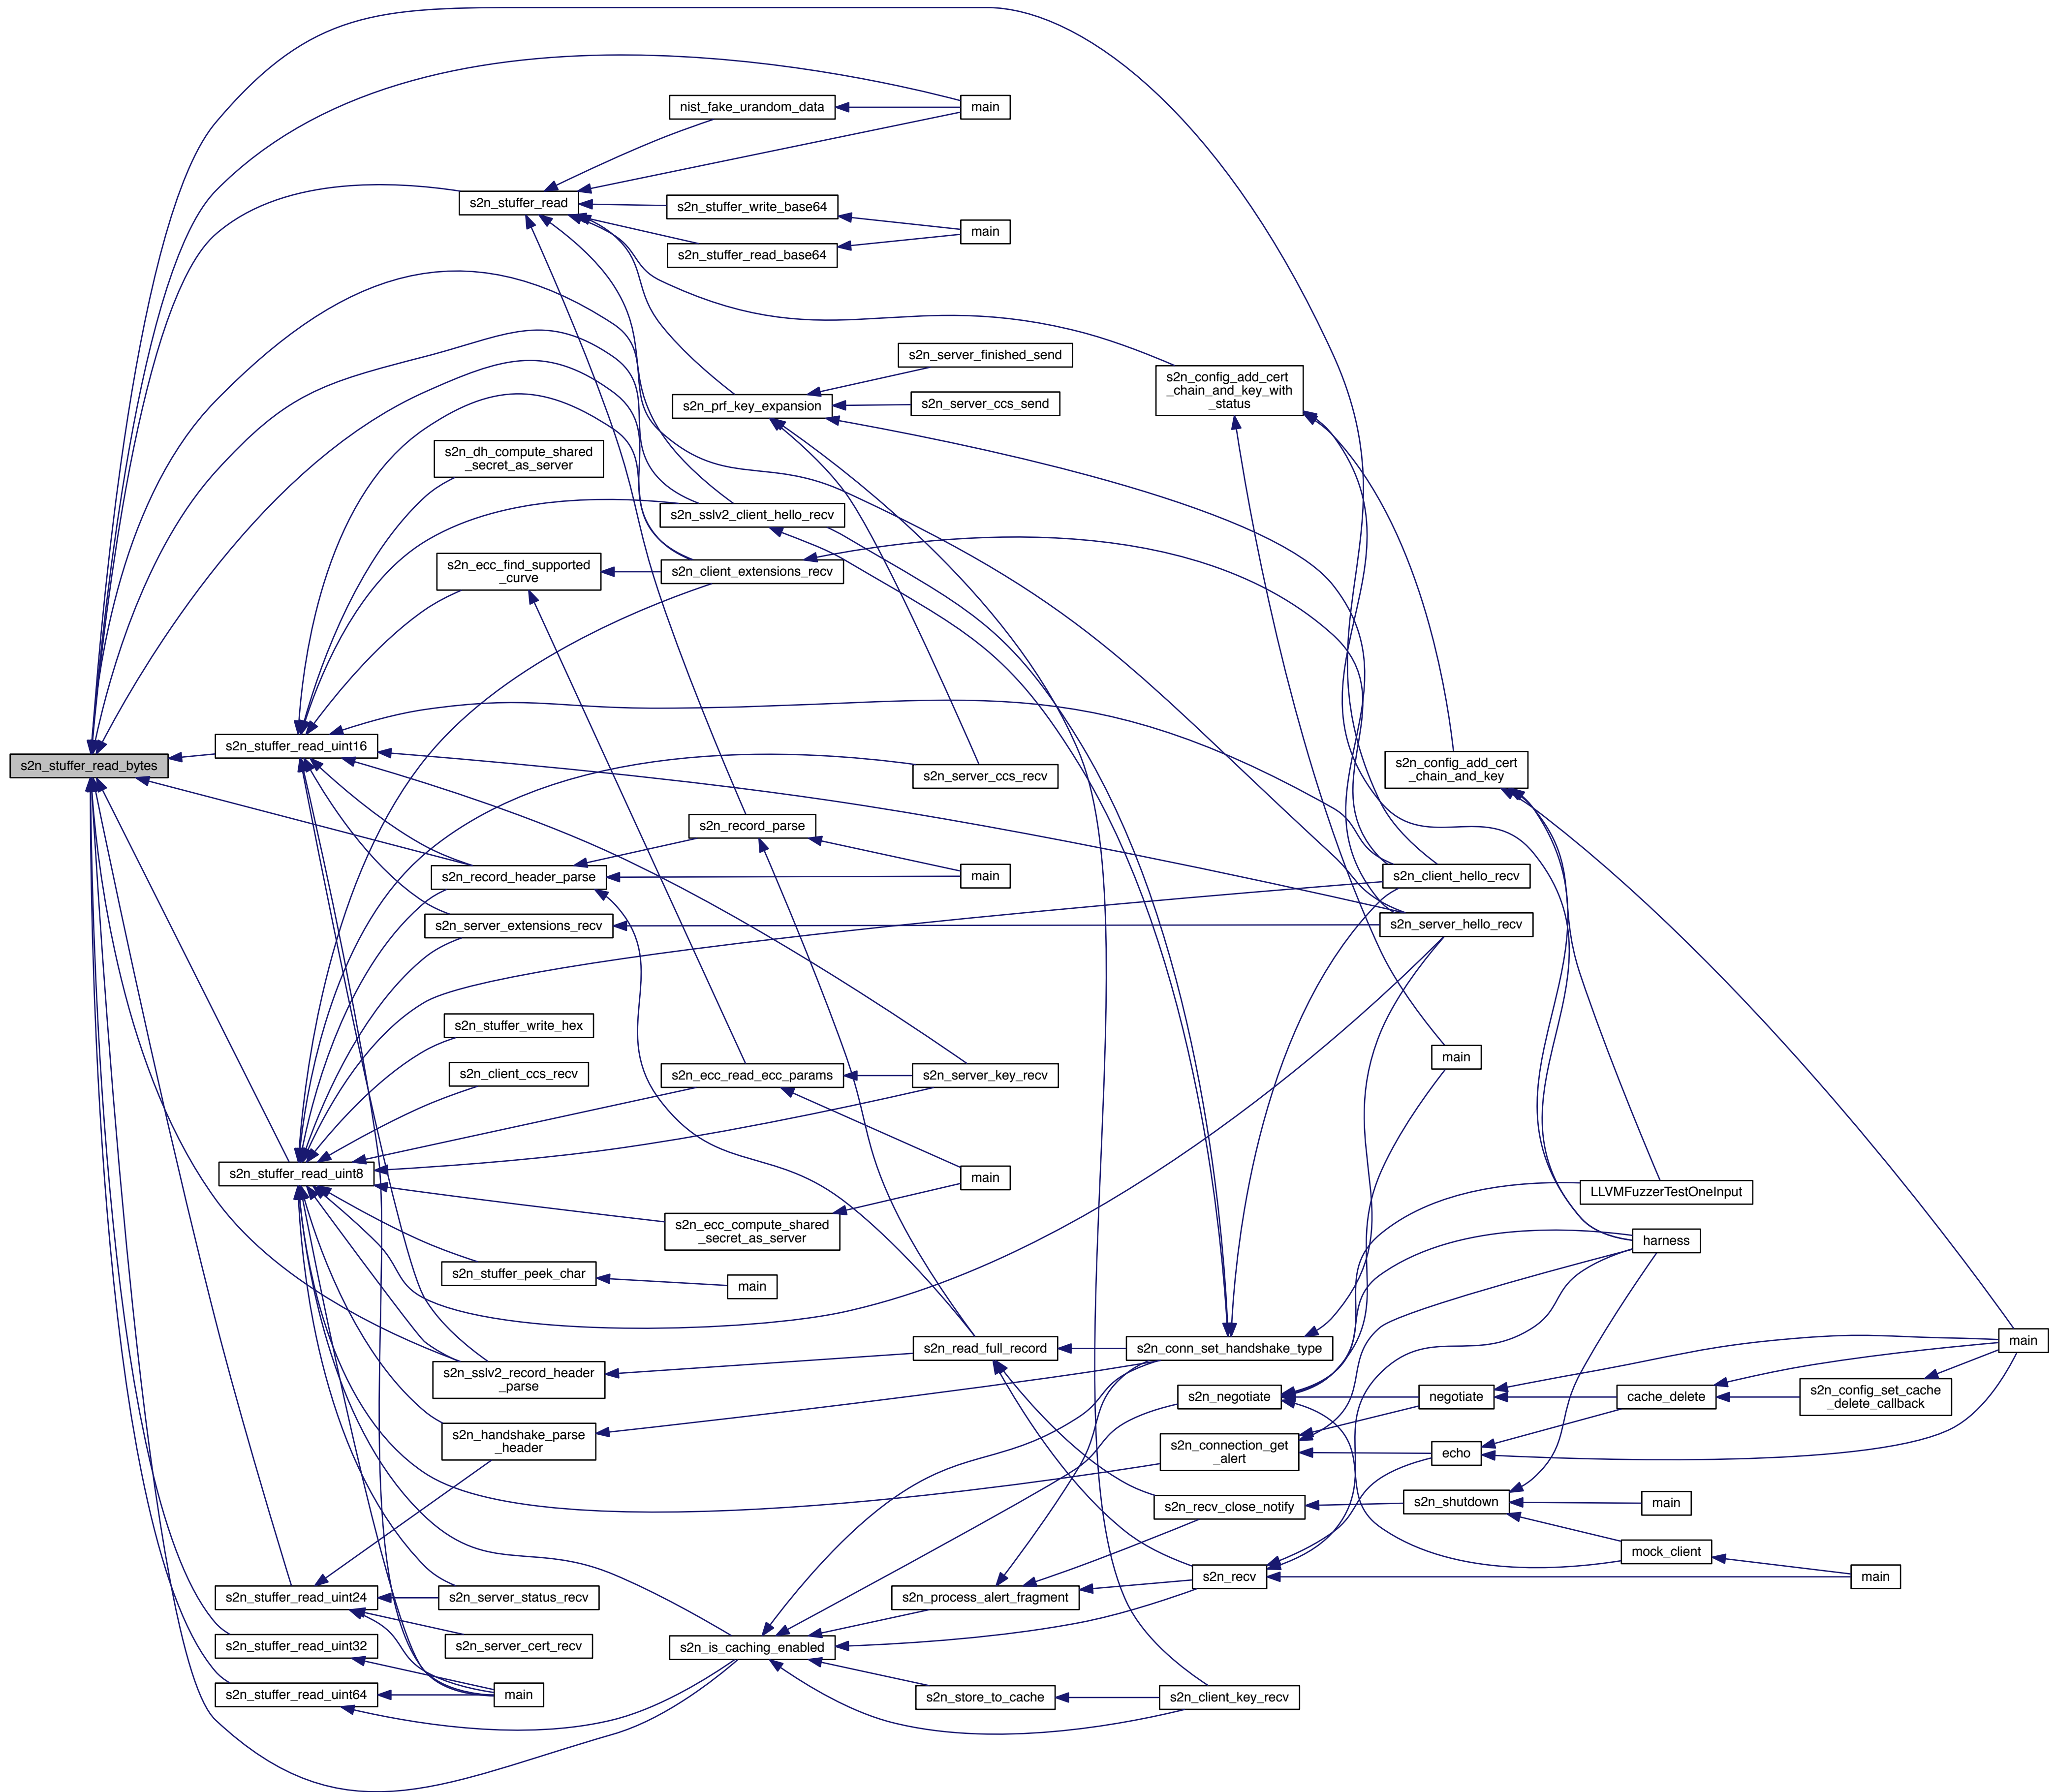 nist_fake_urandom_data
main
s2n_stuffer_read
s2n_stuffer_write_base64
main
s2n_stuffer_read_base64
s2n_server_finished_send
s2n_config_add_cert
_chain_and_key_with
_status
s2n_prf_key_expansion
s2n_server_ccs_send
s2n_dh_compute_shared
_secret_as_server
s2n_sslv2_client_hello_recv
s2n_ecc_find_supported
_curve
s2n_client_extensions_recv
s2n_stuffer_read_uint16
s2n_stuffer_read_bytes
s2n_server_ccs_recv
s2n_config_add_cert
_chain_and_key
s2n_record_parse
s2n_record_header_parse
main
s2n_client_hello_recv
s2n_server_extensions_recv
s2n_server_hello_recv
s2n_stuffer_write_hex
main
s2n_client_ccs_recv
s2n_ecc_read_ecc_params
s2n_server_key_recv
s2n_stuffer_read_uint8
main
LLVMFuzzerTestOneInput
s2n_ecc_compute_shared
_secret_as_server
harness
s2n_stuffer_peek_char
main
s2n_read_full_record
s2n_conn_set_handshake_type
main
s2n_sslv2_record_header
_parse
s2n_negotiate
negotiate
cache_delete
s2n_config_set_cache
_delete_callback
s2n_handshake_parse
_header
s2n_connection_get
_alert
echo
s2n_recv_close_notify
s2n_shutdown
main
mock_client
s2n_recv
main
s2n_stuffer_read_uint24
s2n_server_status_recv
s2n_process_alert_fragment
s2n_stuffer_read_uint32
s2n_server_cert_recv
s2n_is_caching_enabled
s2n_stuffer_read_uint64
main
s2n_store_to_cache
s2n_client_key_recv